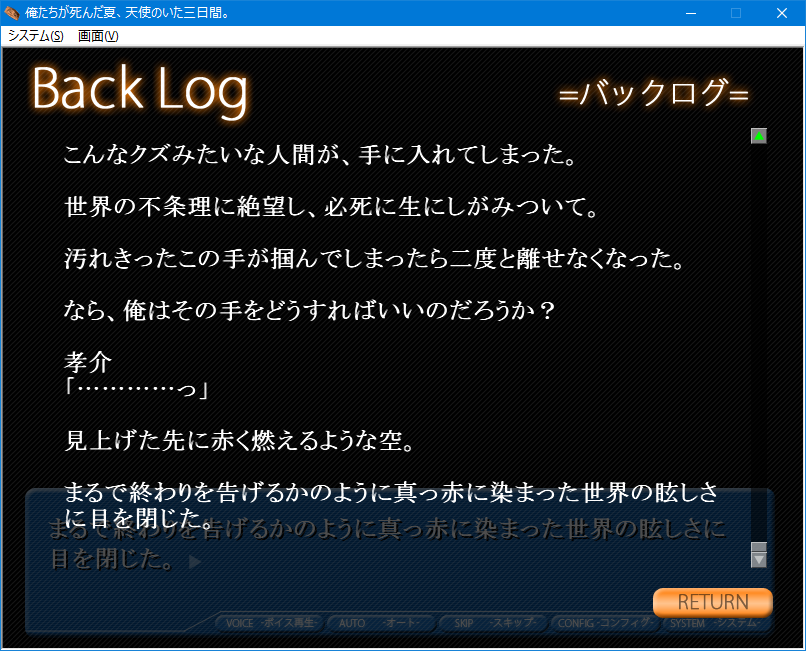 俺たちが死んだ夏、天使のいた三日間。
システム(S) 画面(V)
Back Log
=バックログ=
こんなクズみたいな人間が、手に入れてしまった。
世界の不条理に絶望し、必死に生にしがみついて。
汚れきったこの手が掴んでしまったら二度と離せなくなった。
なら、俺はその手をどうすればいいのだろうか？
孝介
「…………っ」
見上げた先に赤く燃えるような空。
まるで終わりを告げるかのように真っ赤に染まった世界の眩しさ
に目を閉じた。
まるで終わりを告げるかのように真っ赤に染まった世界の眩しさに
目を閉じた。
RETURN
VOICE -ボイス再生- AUTO -オート- SKIP -スキップ- CONFIG -コンフィグ- SYSTEM -システム-